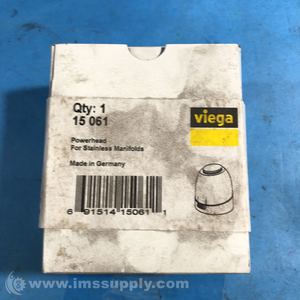 Qty: 1
15 061
viega
Powerhead
For Stainless Manifolds
Made in Germany
6 91514 15061 1
© www.imssupply.com